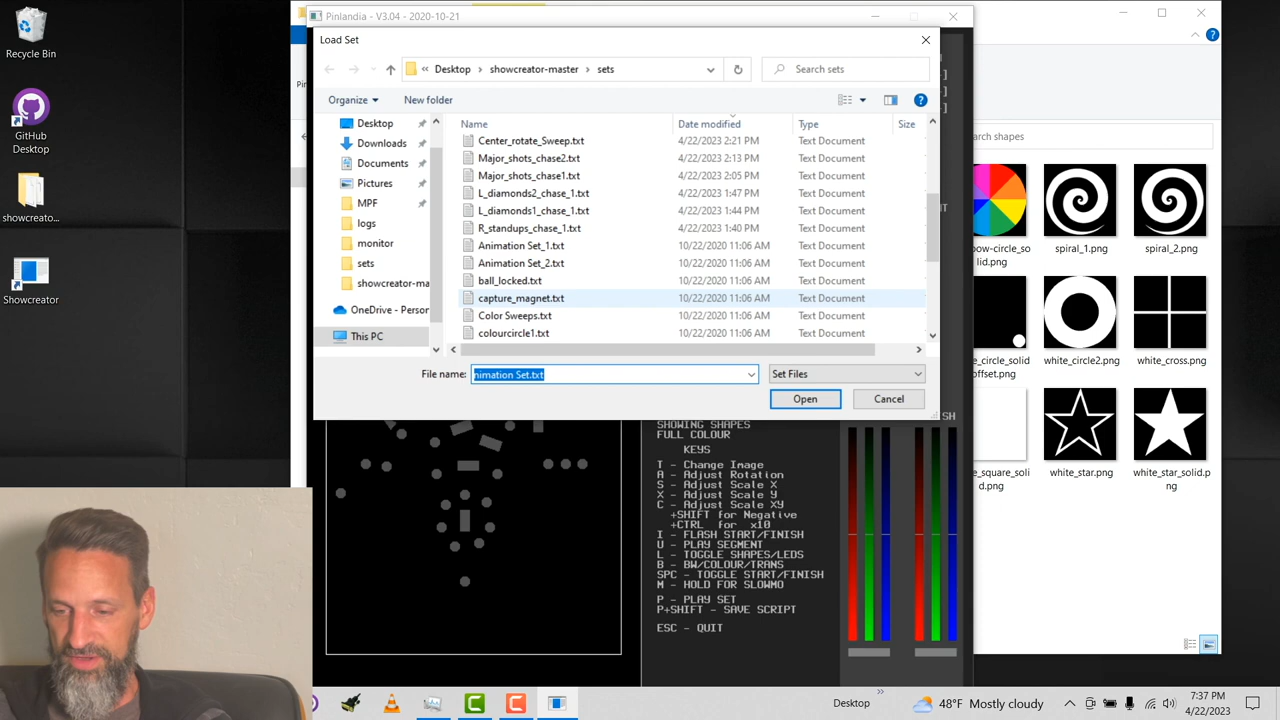 Recycle Bin
GitHub
Desktop
showcreato...
Showcreator
Pinlandia - V3.04 - 2020-10-21
Load Set
Desktop
showcreator-master
sets
Search sets
Organize
New folder
Desktop
Downloads
Documents
Pictures
MPF
logs
monitor
sets
showcreator-ma
OneDrive - Person
This PC
Name Date modified Type Size
Center_rotate_Sweep.txt 4/22/2023 2:21 PM Text Document
Major_shots_chase2.txt 4/22/2023 2:13 PM Text Document
Major_shots_chase1.txt 4/22/2023 2:05 PM Text Document
L_diamonds2_chase_1.txt 4/22/2023 1:47 PM Text Document
L_diamonds1_chase_1.txt 4/22/2023 1:44 PM Text Document
R_standups_chase_1.txt 4/22/2023 1:40 PM Text Document
Animation Set_1.txt 10/22/2020 11:06 AM Text Document
Animation Set_2.txt 10/22/2020 11:06 AM Text Document
ball_locked.txt 10/22/2020 11:06 AM Text Document
capture_magnet.txt 10/22/2020 11:06 AM Text Document
Color Sweeps.txt 10/22/2020 11:06 AM Text Document
colourcircle1.txt 10/22/2020 11:06 AM Text Document
File name: nimation Set.txt
Set Files
Open
Cancel
SHOWING SHAPES
FULL COLOUR
KEYS
T - Change Image
A - Adjust Rotation
S - Adjust Scale X
X - Adjust Scale Y
C - Adjust Scale XY
+SHIFT for Negative
+CTRL for x10
I - FLASH START/FINISH
U - PLAY SEGMENT
L - TOGGLE SHAPES/LEDS
B - BW/COLOUR/TRANS
SPC - TOGGLE START/FINISH
M - HOLD FOR SLOWMO
P - PLAY SET
P+SHIFT - SAVE SCRIPT
ESC - QUIT
SH
NT
arch shapes
bow-circle_so
lid.png
spiral_1.png
spiral_2.png
_circle_solid
offset.png
white_circle2.png
white_cross.png
e_square_soli
d.png
white_star.png
white_star_solid.p
ng
Desktop
48°F Mostly cloudy
7:37 PM
4/22/2023